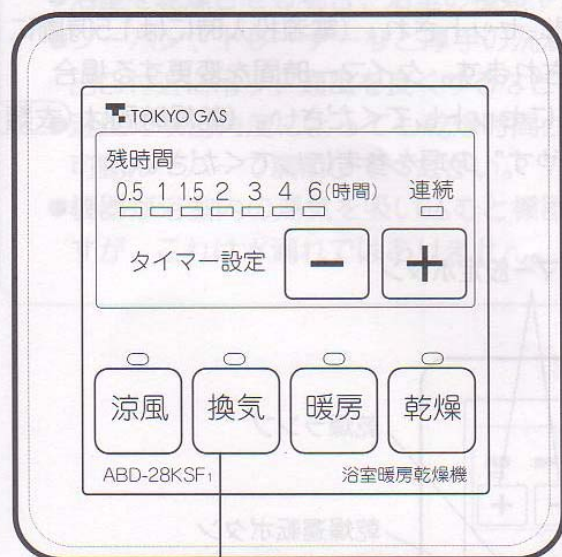 TOKYO GAS
残時間
0.5 1 1.5 2 3 4 6(時間) 連続
タイマー設定 − +
涼風 換気 暖房 乾燥
ABD-28KSF1 浴室暖房乾燥機